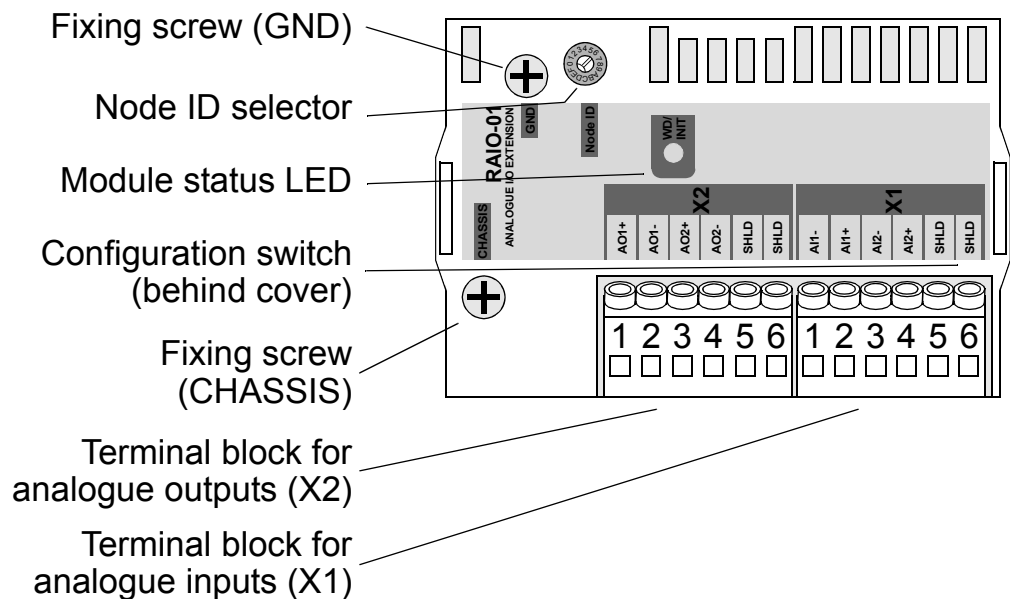 Fixing screw (GND)
Node ID selector
Module status LED
Configuration switch
(behind cover)
Fixing screw
(CHASSIS)
Terminal block for
analogue outputs (X2)
Terminal block for
analogue inputs (X1)
0123456789ABCDEF
RAIO-01
ANALOGUE I/O EXTENSION
GND
Node ID
WD/
INIT
CHASSIS
X2
X1
AO1+ AO1- AO2+ AO2- SHLD SHLD
AI1- AI1+ AI2- AI2+ SHLD SHLD
1 2 3 4 5 6
1 2 3 4 5 6